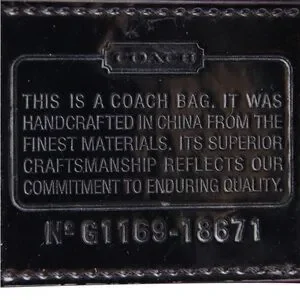 COACH
THIS IS A COACH BAG. IT WAS
HANDCRAFTED IN CHINA FROM THE
FINEST MATERIALS. ITS SUPERIOR
CRAFTSMANSHIP REFLECTS OUR
COMMITMENT TO ENDURING QUALITY.
Nº G1169-18671